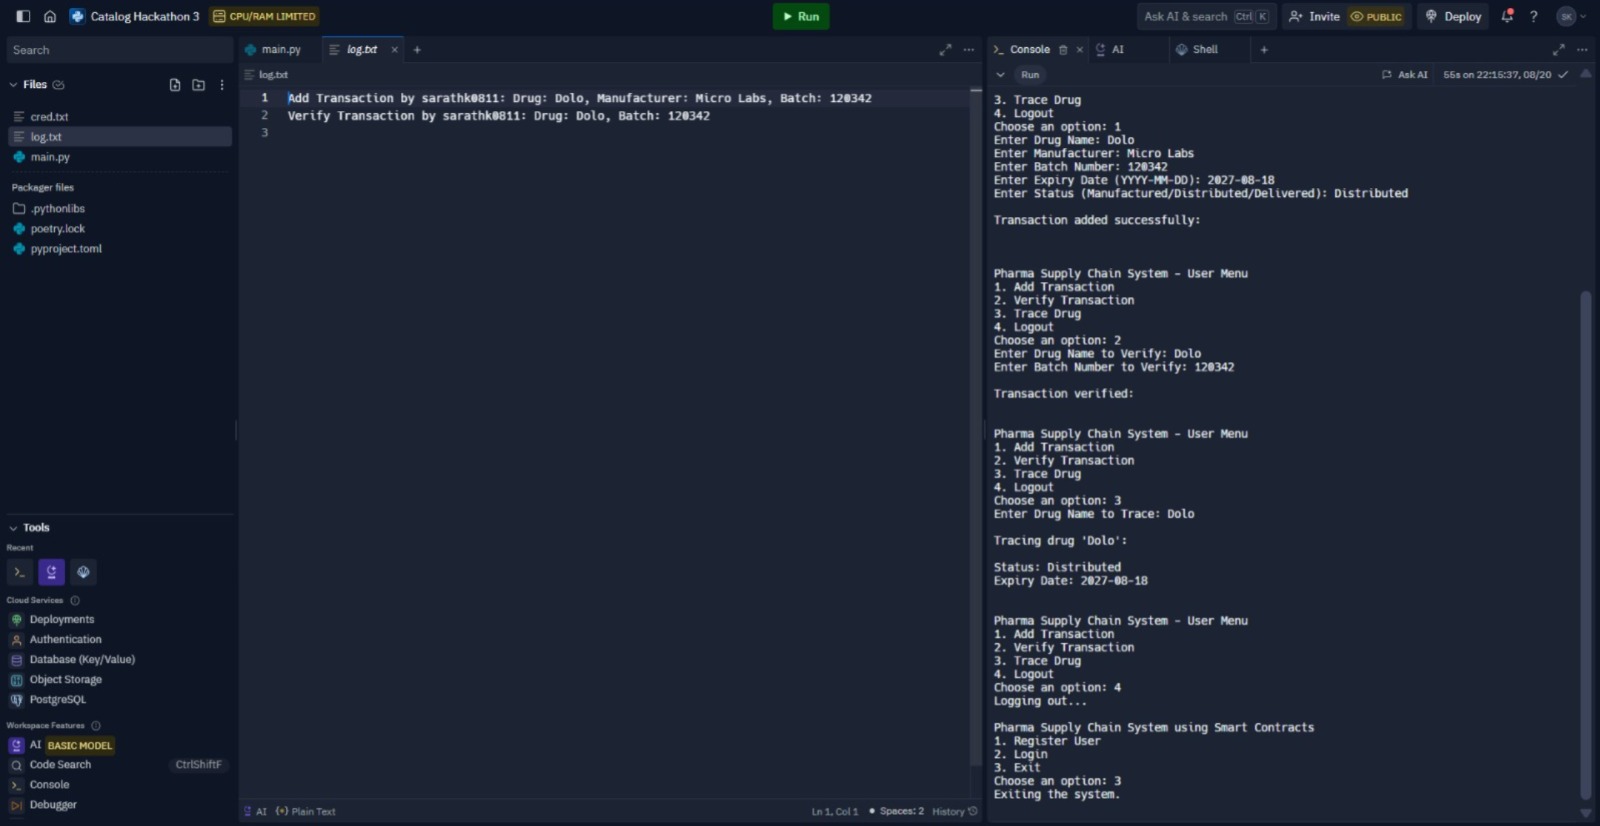 Catalog Hackathon 3 CPU/RAM LIMITED Run Ask AI & search Ctrl K Invite PUBLIC Deploy ? SK
Search
Files
cred.txt
log.txt
main.py
Packager files
.pythonlibs
poetry.lock
pyproject.toml
Tools
Recent
Cloud Services
Deployments
Authentication
Database (Key/Value)
Object Storage
PostgreSQL
Workspace Features
AI BASIC MODEL
Code Search CtrlShiftF
Console
Debugger
main.py log.txt
log.txt
1 Add Transaction by sarathk0811: Drug: Dolo, Manufacturer: Micro Labs, Batch: 120342
2 Verify Transaction by sarathk0811: Drug: Dolo, Batch: 120342
3
AI Plain Text Ln 1, Col 1 Spaces: 2 History
Console AI Shell
Run Ask AI 55s on 22:15:37, 08/20
3. Trace Drug
4. Logout
Choose an option: 1
Enter Drug Name: Dolo
Enter Manufacturer: Micro Labs
Enter Batch Number: 120342
Enter Expiry Date (YYYY-MM-DD): 2027-08-18
Enter Status (Manufactured/Distributed/Delivered): Distributed
Transaction added successfully:
Pharma Supply Chain System - User Menu
1. Add Transaction
2. Verify Transaction
3. Trace Drug
4. Logout
Choose an option: 2
Enter Drug Name to Verify: Dolo
Enter Batch Number to Verify: 120342
Transaction verified:
Pharma Supply Chain System - User Menu
1. Add Transaction
2. Verify Transaction
3. Trace Drug
4. Logout
Choose an option: 3
Enter Drug Name to Trace: Dolo
Tracing drug 'Dolo':
Status: Distributed
Expiry Date: 2027-08-18
Pharma Supply Chain System - User Menu
1. Add Transaction
2. Verify Transaction
3. Trace Drug
4. Logout
Choose an option: 4
Logging out...
Pharma Supply Chain System using Smart Contracts
1. Register User
2. Login
3. Exit
Choose an option: 3
Exiting the system.